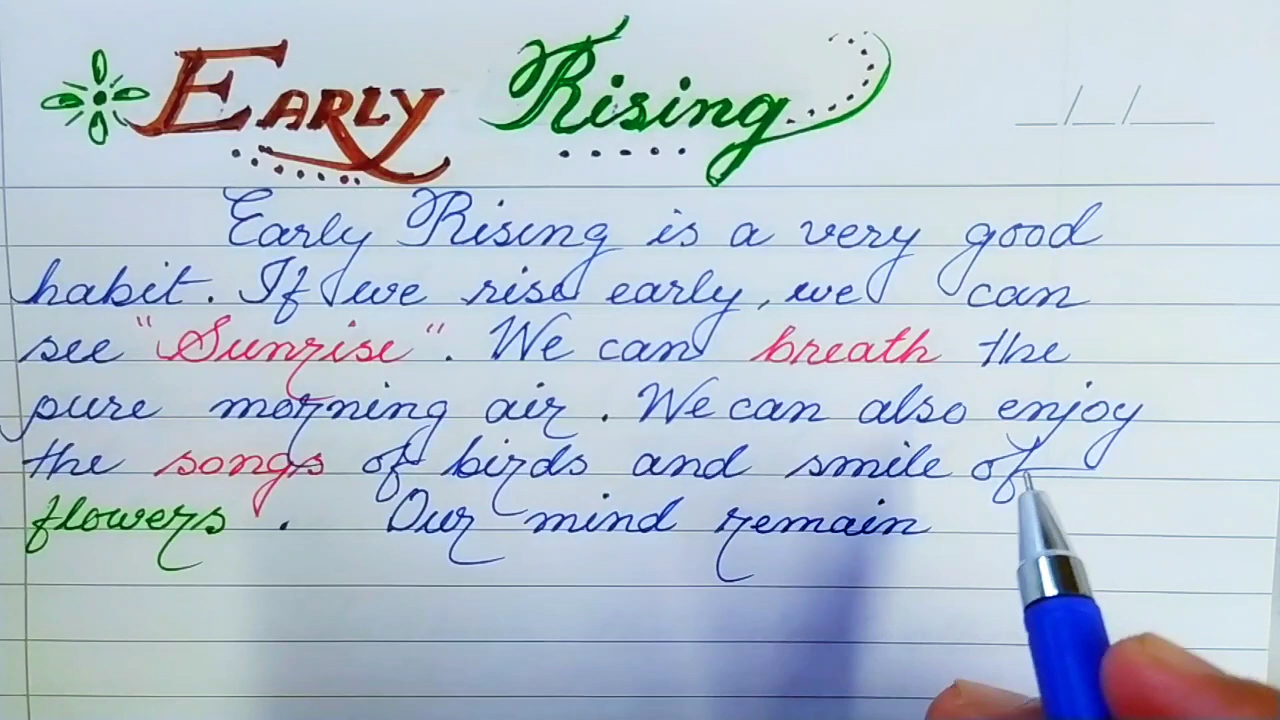 Early Rising
Early Rising is a very good
habit. If we rise early, we can
see "Sunrise". We can breath the
pure morning air. We can also enjoy
the songs of birds and smile of
flowers. Our mind remain